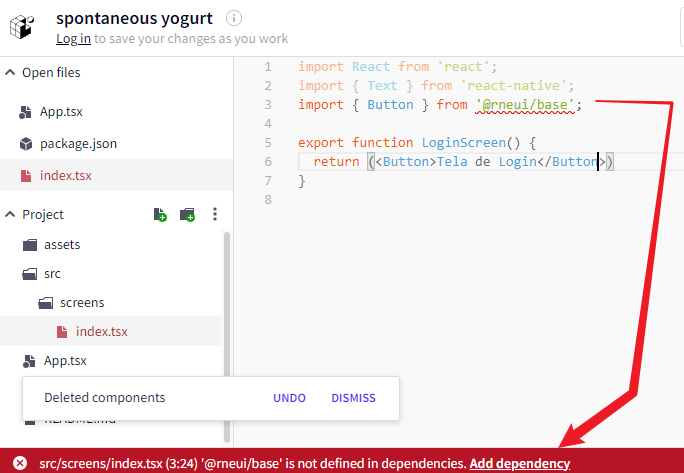 spontaneous yogurt
Log in to save your changes as you work
Open files
App.tsx
package.json
index.tsx
Project
assets
src
screens
index.tsx
App.tsx
1 import React from 'react';
2 import { Text } from 'react-native';
3 import { Button } from '@rneui/base';
4
5 export function LoginScreen() {
6 return (<Button>Tela de Login</Button>)
7 }
8
Deleted components UNDO DISMISS
README.md
src/screens/index.tsx (3:24) '@rneui/base' is not defined in dependencies. Add dependency